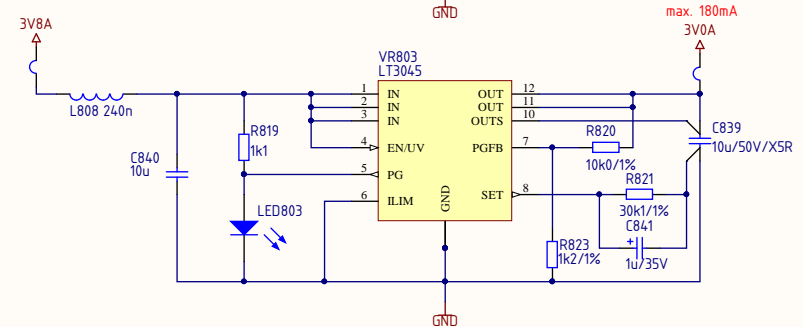 GND
max. 180mA
3V8A
3V0A
VR803
LT3045
L808 240n
1 IN OUT 12
2 IN OUT 11
3 IN OUTS 10
4 EN/UV PGFB 7
5 PG
6 ILIM SET 8
GND
R819
1k1
C840
10u
LED803
R820
10k0/1%
C839
10u/50V/X5R
R821
30k1/1%
C841
+
1u/35V
R823
1k2/1%
GND